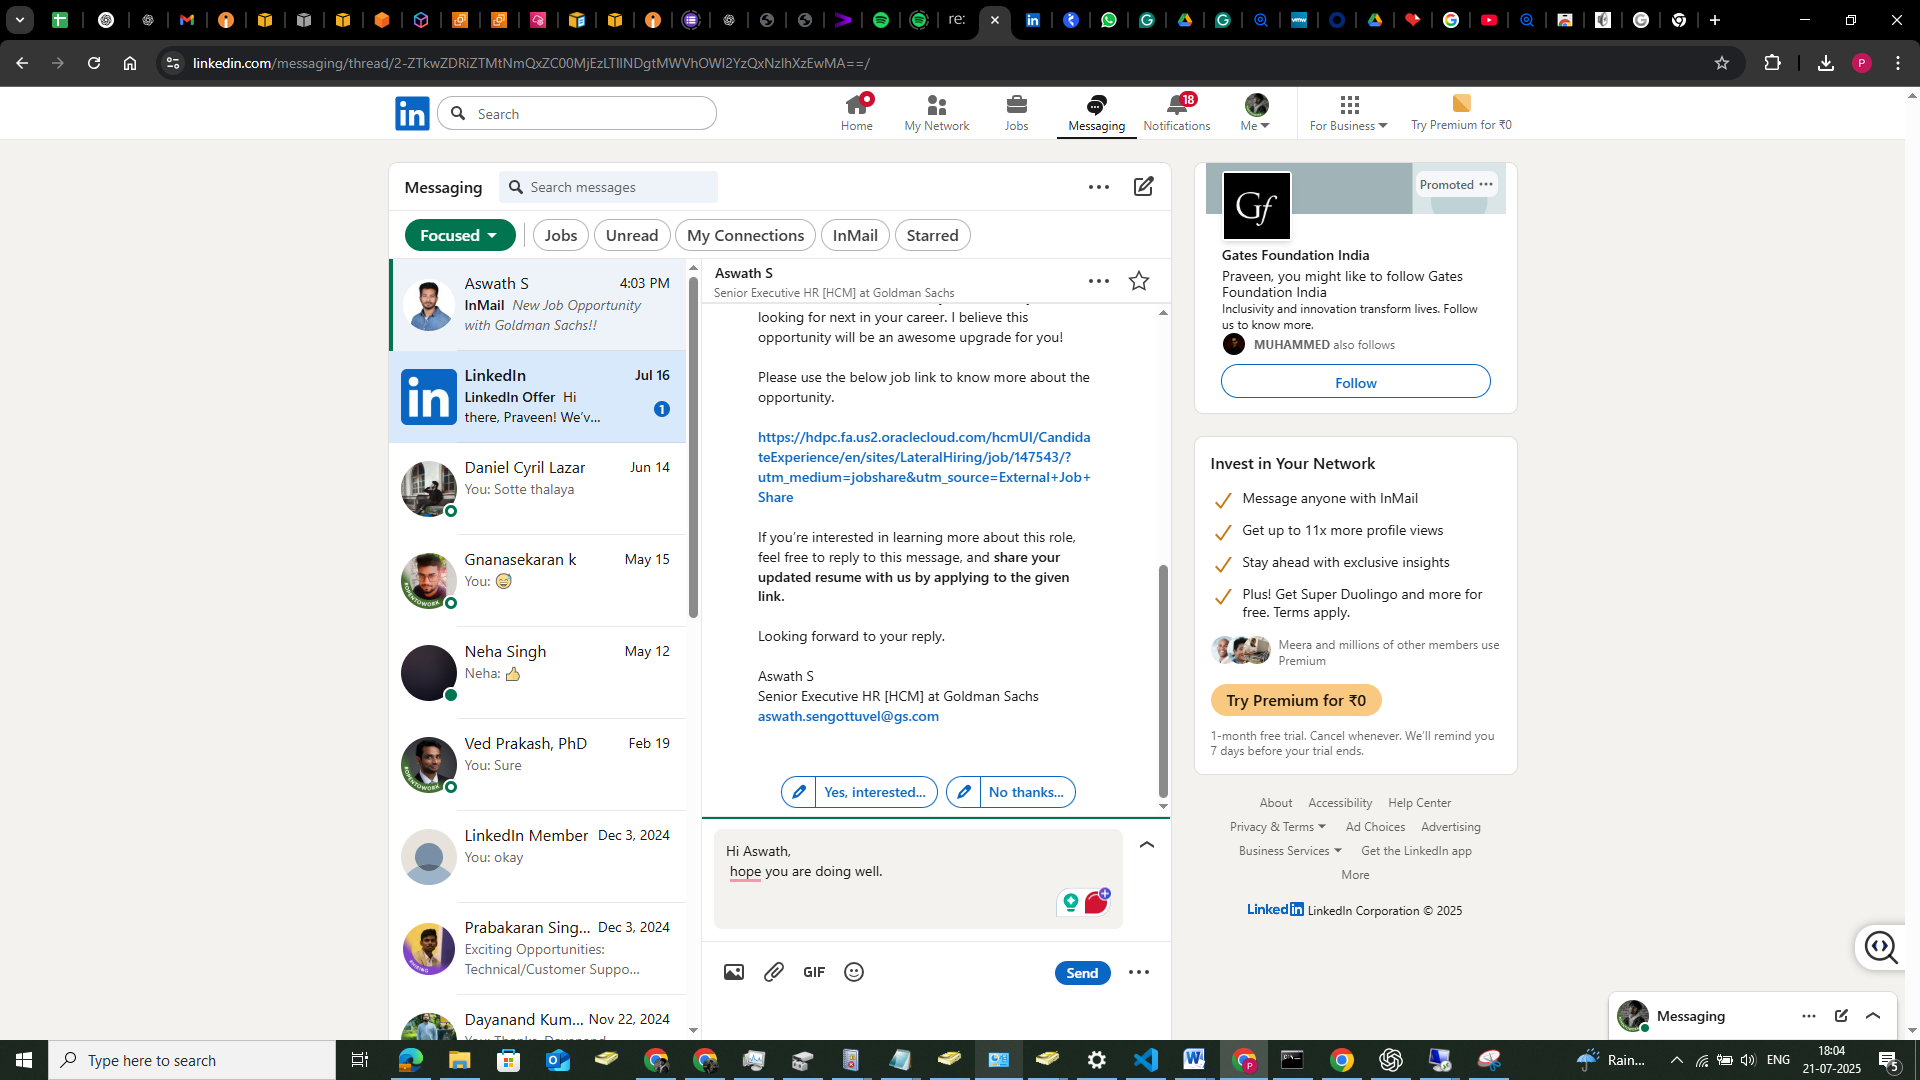 re:
linkedin.com/messaging/thread/2-ZTkwZDRiZTMtNmQxZC00MjEzLTlINDgtMWVhOWI2YzQxNzlhXzEwMA==/
P
in
Search
Home
My Network
Jobs
Messaging
18
Notifications
Me
For Business
Try Premium for ₹0
Messaging
Search messages
Focused
Jobs
Unread
My Connections
InMail
Starred
Aswath S
4:03 PM
InMail New Job Opportunity
with Goldman Sachs!!
LinkedIn
Jul 16
LinkedIn Offer Hi
there, Praveen! We'v...
1
Daniel Cyril Lazar
Jun 14
You: Sotte thalaya
Gnanasekaran k
May 15
You: 😅
Neha Singh
May 12
Neha: 👍
Ved Prakash, PhD
Feb 19
You: Sure
LinkedIn Member
Dec 3, 2024
You: okay
Prabakaran Sing...
Dec 3, 2024
Exciting Opportunities:
Technical/Customer Suppo...
Dayanand Kum...
Nov 22, 2024
Aswath S
Senior Executive HR [HCM] at Goldman Sachs
looking for next in your career. I believe this
opportunity will be an awesome upgrade for you!
Please use the below job link to know more about the
opportunity.
https://hdpc.fa.us2.oraclecloud.com/hcmUI/Candida
teExperience/en/sites/LateralHiring/job/147543/?
utm_medium=jobshare&utm_source=External+Job+
Share
If you're interested in learning more about this role,
feel free to reply to this message, and share your
updated resume with us by applying to the given
link.
Looking forward to your reply.
Aswath S
Senior Executive HR [HCM] at Goldman Sachs
aswath.sengottuvel@gs.com
Yes, interested...
No thanks...
Hi Aswath,
hope you are doing well.
GIF
Send
Gf
Promoted
Gates Foundation India
Praveen, you might like to follow Gates
Foundation India
Inclusivity and innovation transform lives. Follow
us to know more.
MUHAMMED also follows
Follow
Invest in Your Network
Message anyone with InMail
Get up to 11x more profile views
Stay ahead with exclusive insights
Plus! Get Super Duolingo and more for
free. Terms apply.
Meera and millions of other members use
Premium
Try Premium for ₹0
1-month free trial. Cancel whenever. We'll remind you
7 days before your trial ends.
About
Accessibility
Help Center
Privacy & Terms
Ad Choices
Advertising
Business Services
Get the LinkedIn app
More
LinkedIn LinkedIn Corporation © 2025
Messaging
Type here to search
Rain...
ENG
18:04
21-07-2025
5